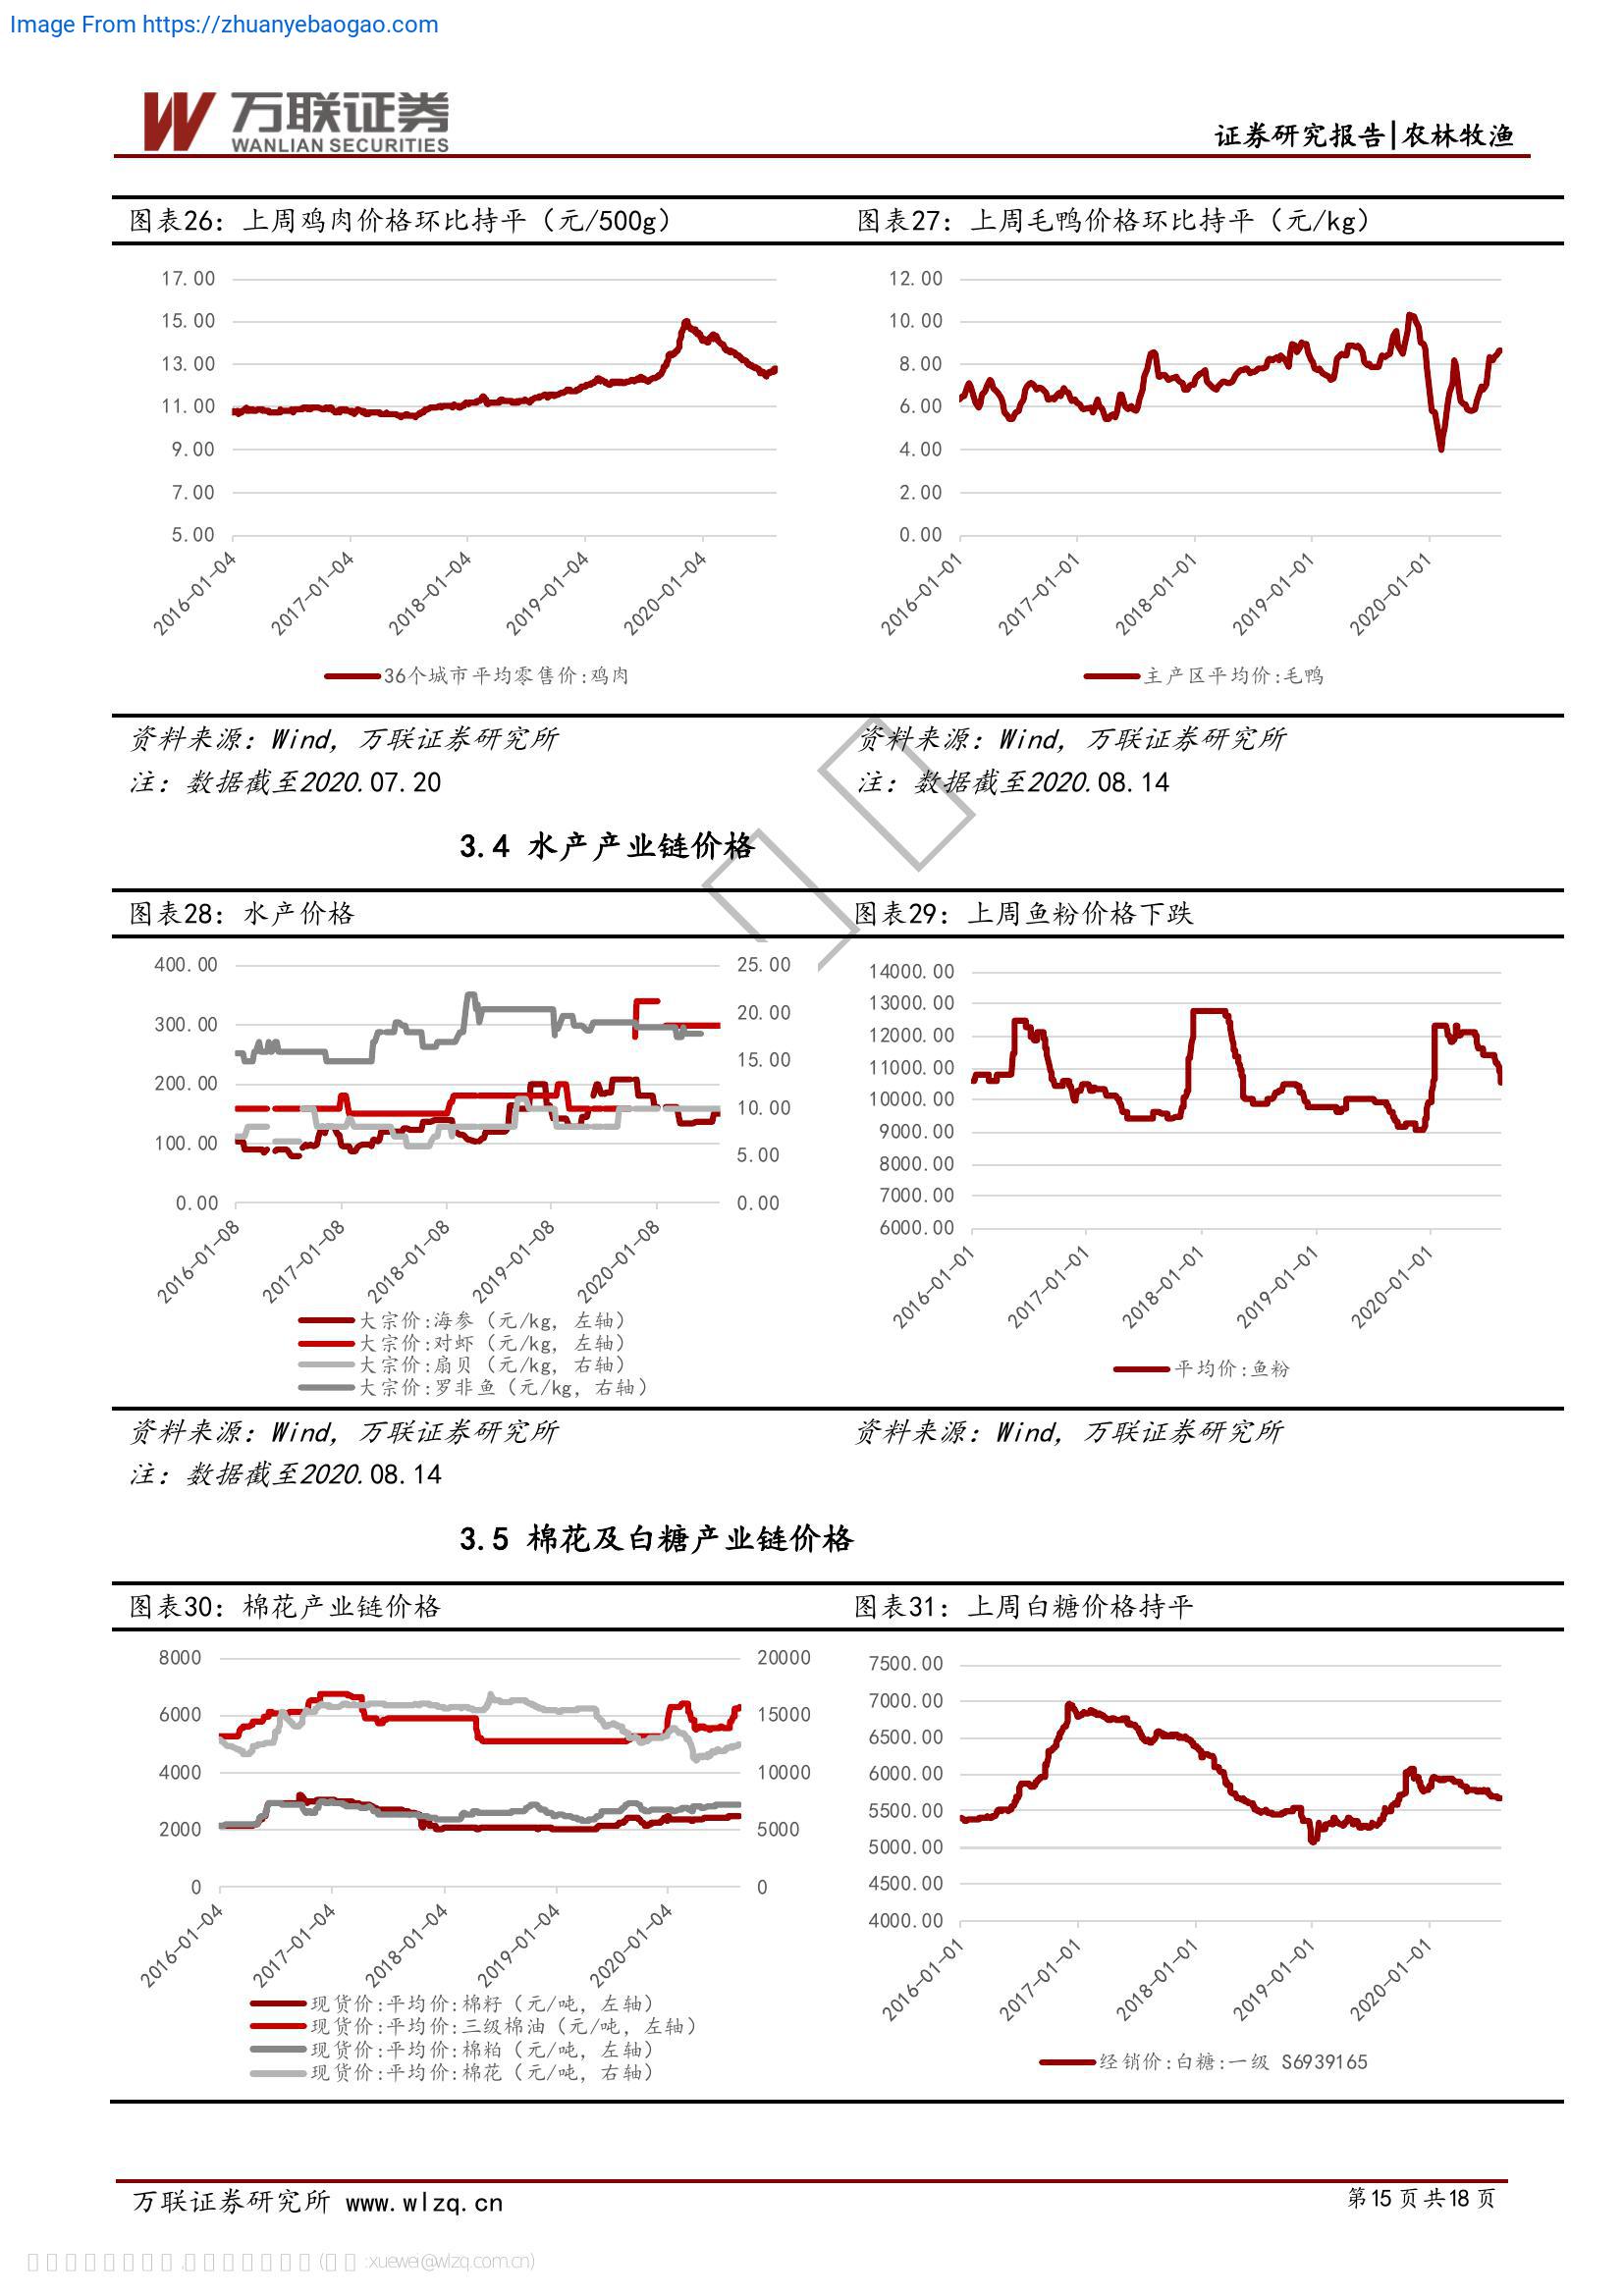 Image From https://zhuanyebaogao.com
万联证券
WANLIAN SECURITIES
证券研究报告|农林牧渔
图表26：上周鸡肉价格环比持平（元/500g）
图表27：上周毛鸭价格环比持平（元/kg）
17.00
15.00
13.00
11.00
9.00
7.00
5.00
2016-01-04
2017-01-04
2018-01-04
2019-01-04
2020-01-04
36个城市平均零售价:鸡肉
12.00
10.00
8.00
6.00
4.00
2.00
0.00
2016-01-01
2017-01-01
2018-01-01
2019-01-01
2020-01-01
主产区平均价:毛鸭
资料来源：Wind, 万联证券研究所
注：数据截至2020.07.20
资料来源：Wind, 万联证券研究所
注：数据截至2020.08.14
3.4 水产产业链价格
图表28：水产价格
图表29：上周鱼粉价格下跌
400.00
300.00
200.00
100.00
0.00
25.00
20.00
15.00
10.00
5.00
0.00
2016-01-08
2017-01-08
2018-01-08
2019-01-08
2020-01-08
大宗价:海参（元/kg, 左轴）
大宗价:对虾（元/kg, 左轴）
大宗价:扇贝（元/kg, 右轴）
大宗价:罗非鱼（元/kg, 右轴）
14000.00
13000.00
12000.00
11000.00
10000.00
9000.00
8000.00
7000.00
6000.00
2016-01-01
2017-01-01
2018-01-01
2019-01-01
2020-01-01
平均价:鱼粉
资料来源：Wind, 万联证券研究所
注：数据截至2020.08.14
资料来源：Wind, 万联证券研究所
3.5 棉花及白糖产业链价格
图表30：棉花产业链价格
图表31：上周白糖价格持平
8000
6000
4000
2000
0
20000
15000
10000
5000
0
2016-01-04
2017-01-04
2018-01-04
2019-01-04
2020-01-04
现货价:平均价:棉籽（元/吨, 左轴）
现货价:平均价:三级棉油（元/吨, 左轴）
现货价:平均价:棉粕（元/吨, 左轴）
现货价:平均价:棉花（元/吨, 右轴）
7500.00
7000.00
6500.00
6000.00
5500.00
5000.00
4500.00
4000.00
2016-01-01
2017-01-01
2018-01-01
2019-01-01
2020-01-01
经销价:白糖:一级 S6939165
万联证券研究所 www.wlzq.cn
第15页共18页
:xuewei@wlzq.com.cn)